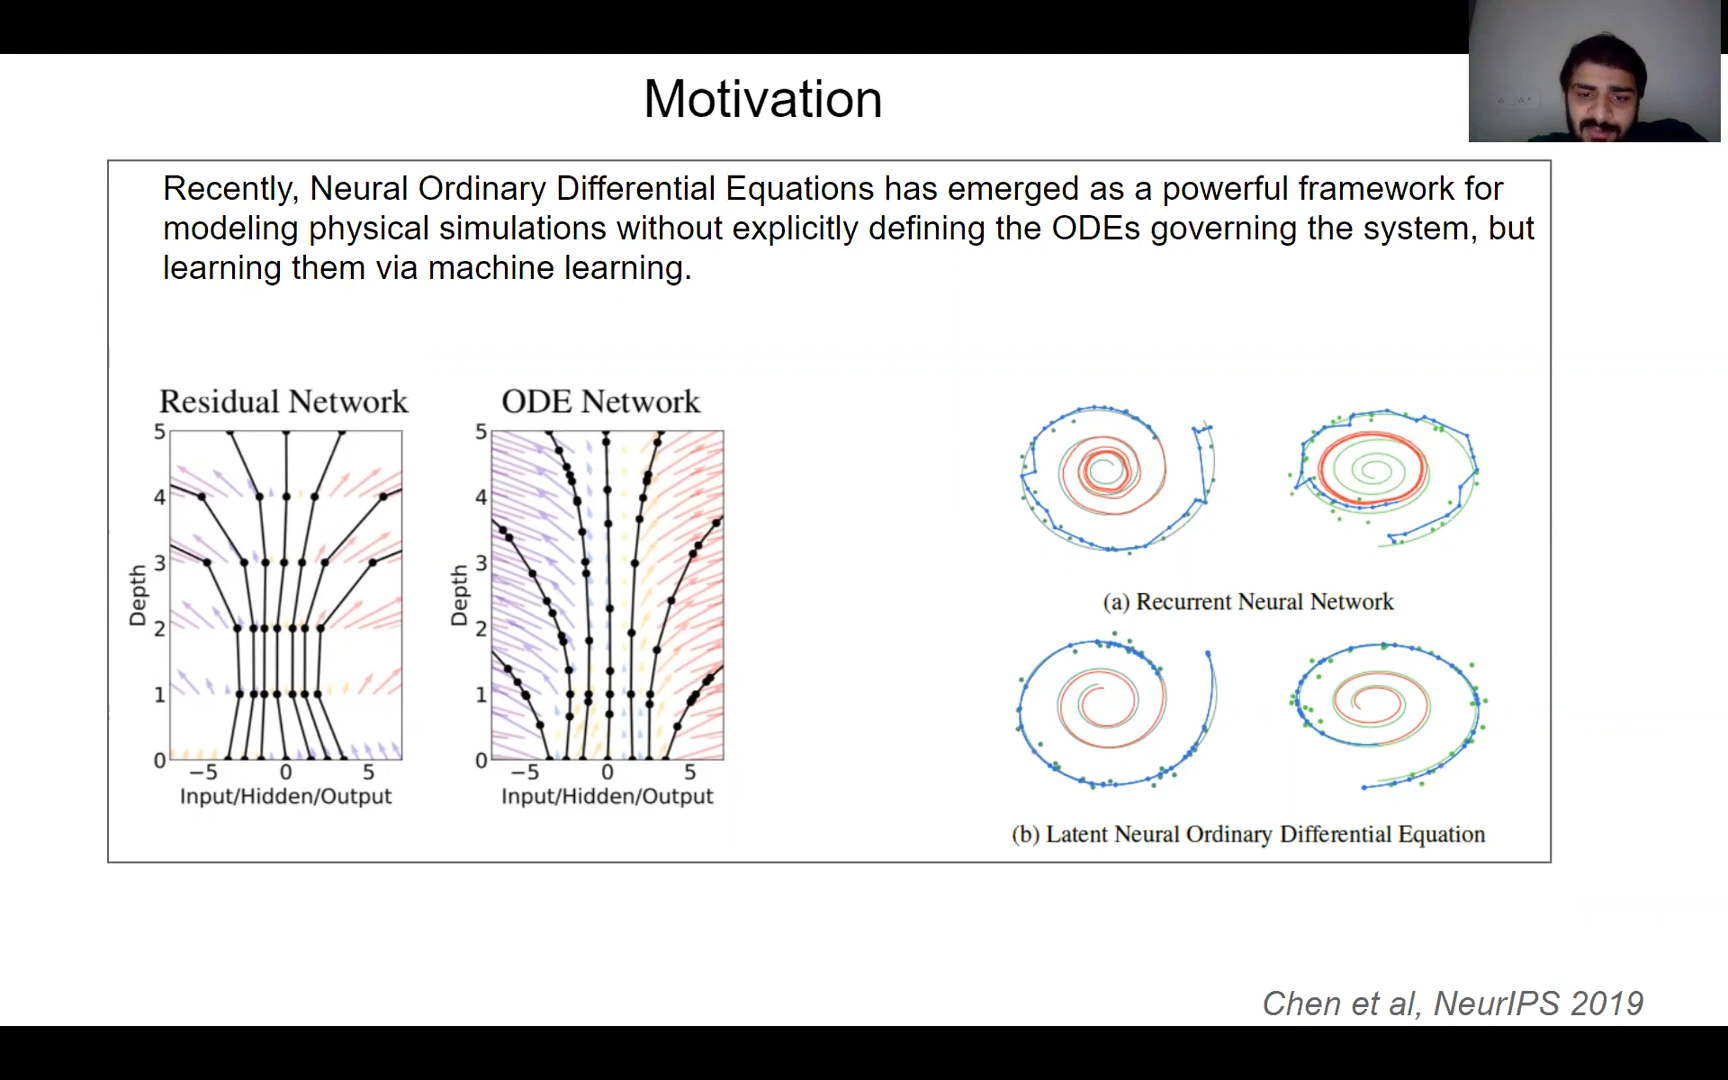 Motivation
Recently, Neural Ordinary Differential Equations has emerged as a powerful framework for
modeling physical simulations without explicitly defining the ODEs governing the system, but
learning them via machine learning.
Residual Network
5
4
3
2
1
0
Depth
−5 0 5
Input/Hidden/Output
ODE Network
5
4
3
2
1
0
Depth
−5 0 5
Input/Hidden/Output
(a) Recurrent Neural Network
(b) Latent Neural Ordinary Differential Equation
Chen et al, NeurIPS 2019